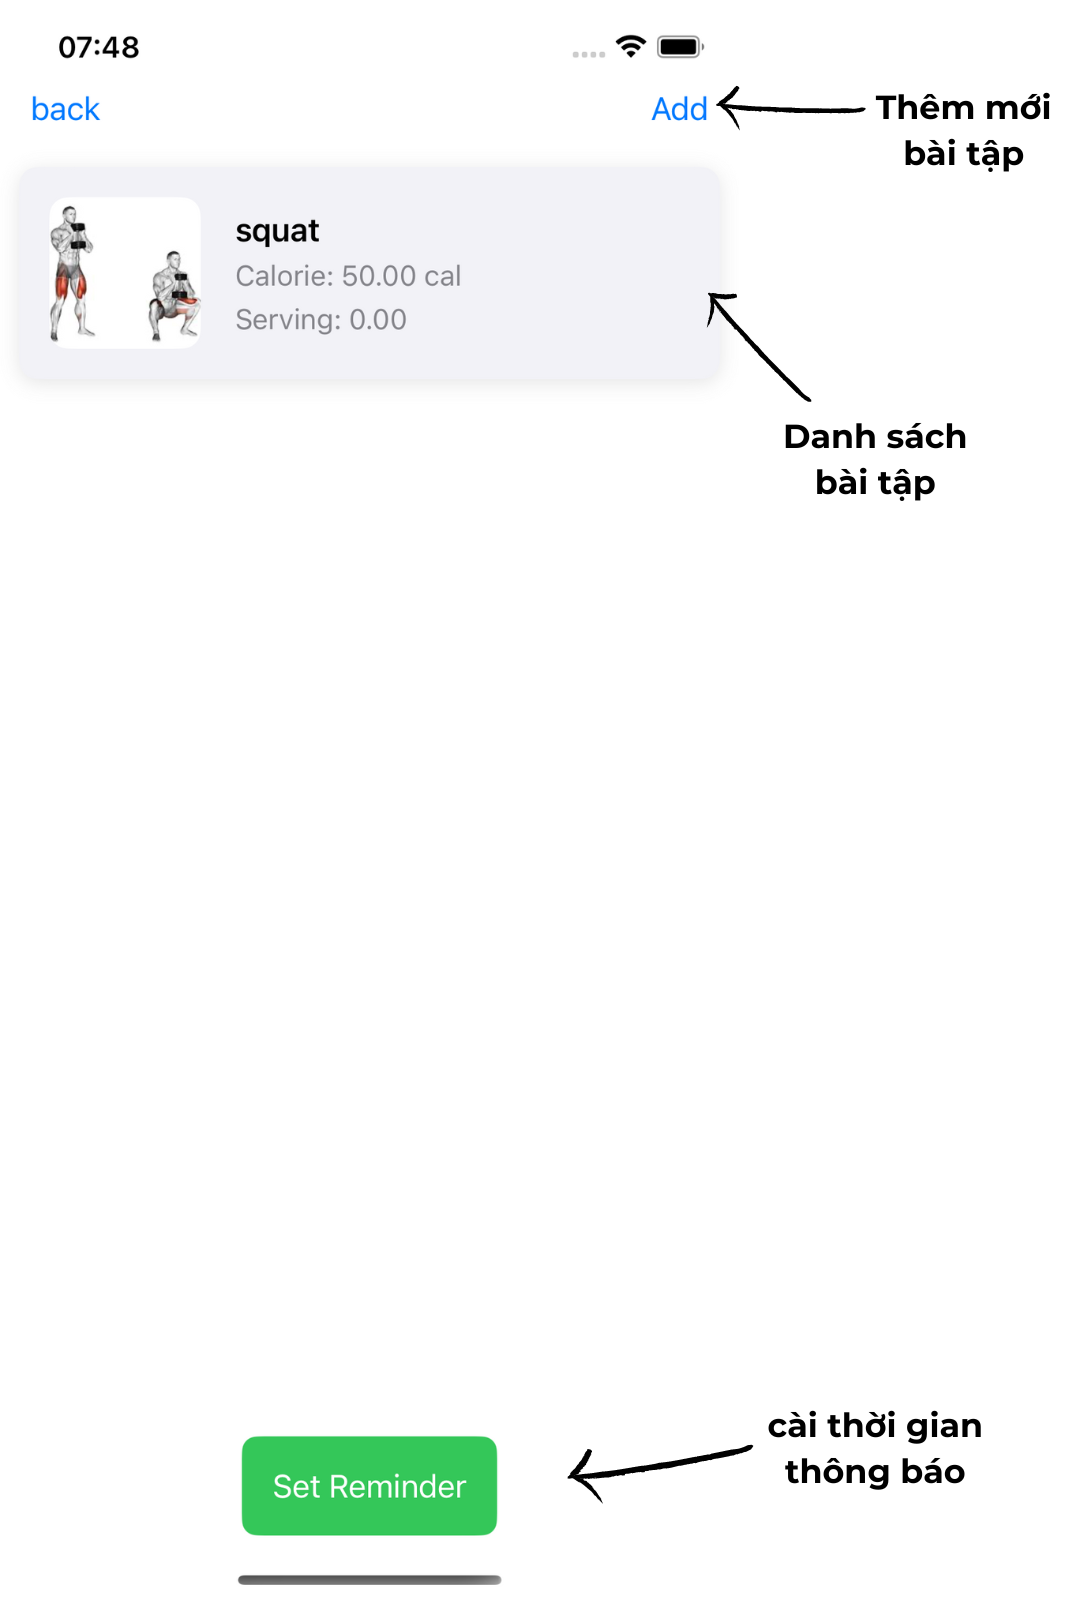 07:48
back
Add
Thêm mới
bài tập
squat
Calorie: 50.00 cal
Serving: 0.00
Danh sách
bài tập
cài thời gian
thông báo
Set Reminder